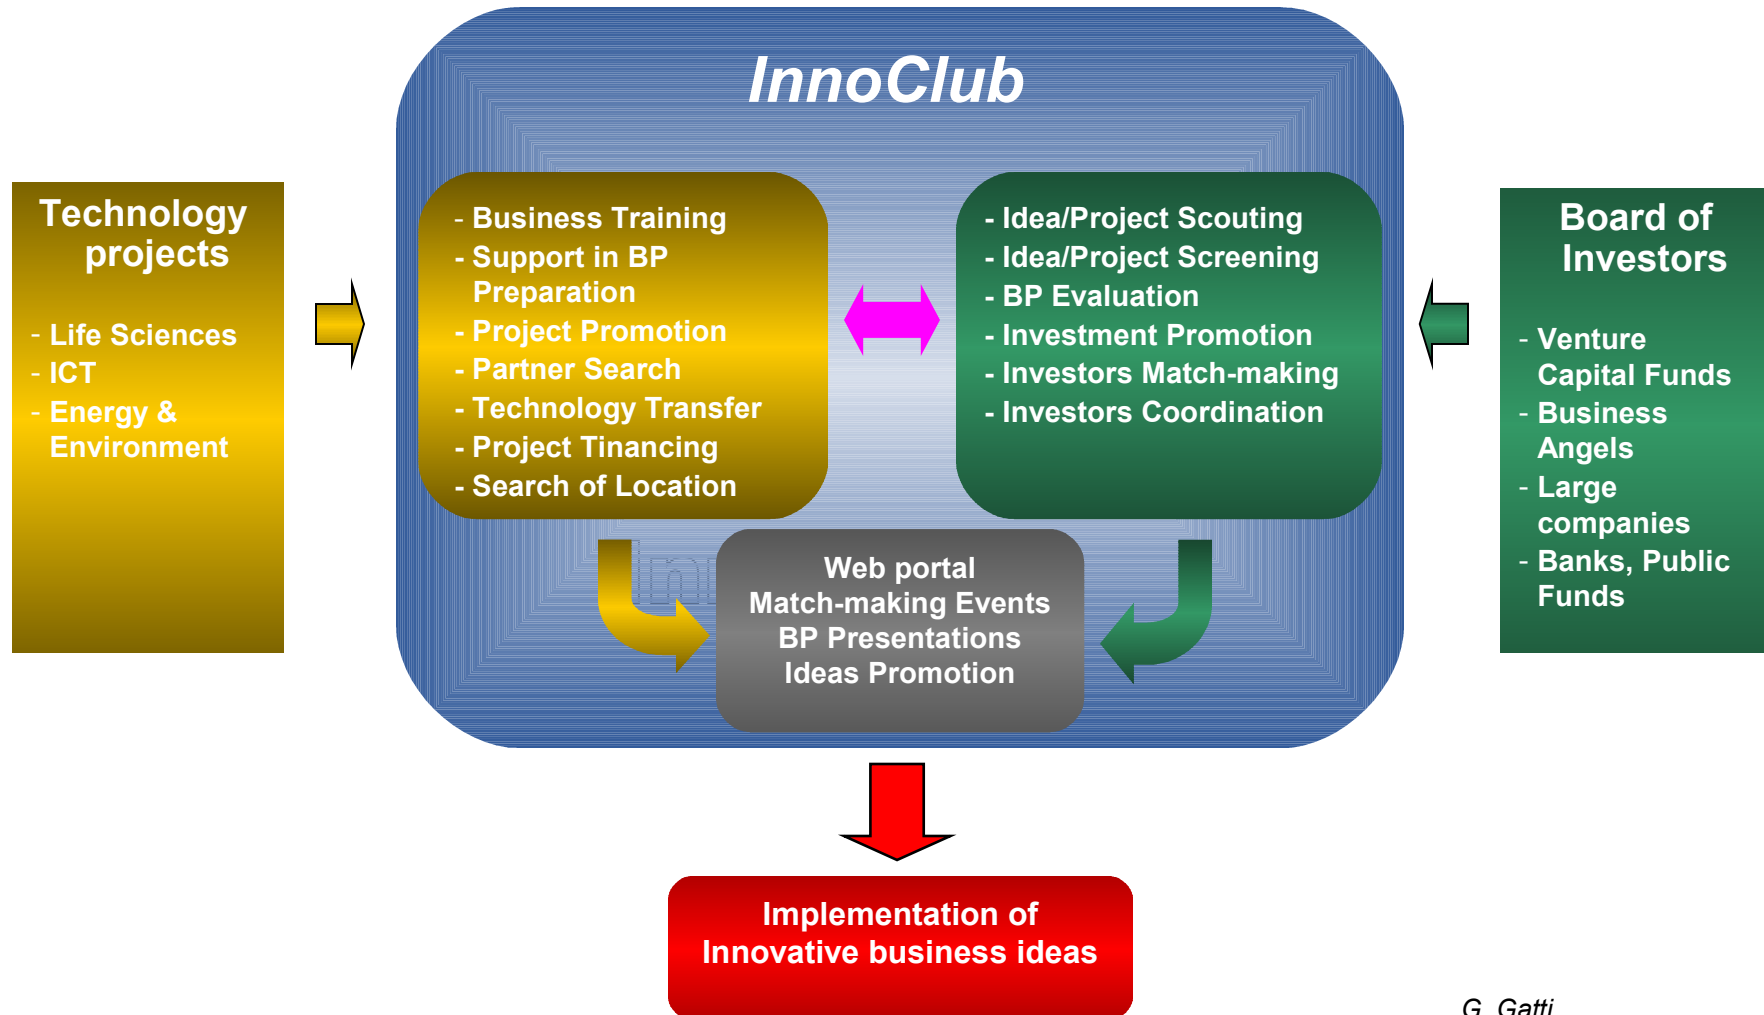 InnoClub
Technology
projects
- Life Sciences
- ICT
- Energy &
Environment
- Business Training
- Support in BP
Preparation
- Project Promotion
- Partner Search
- Technology Transfer
- Project Tinancing
- Search of Location
- Idea/Project Scouting
- Idea/Project Screening
- BP Evaluation
- Investment Promotion
- Investors Match-making
- Investors Coordination
Board of
Investors
- Venture
Capital Funds
- Business
Angels
- Large
companies
- Banks, Public
Funds
Web portal
Match-making Events
BP Presentations
Ideas Promotion
Implementation of
Innovative business ideas
G. Gatti